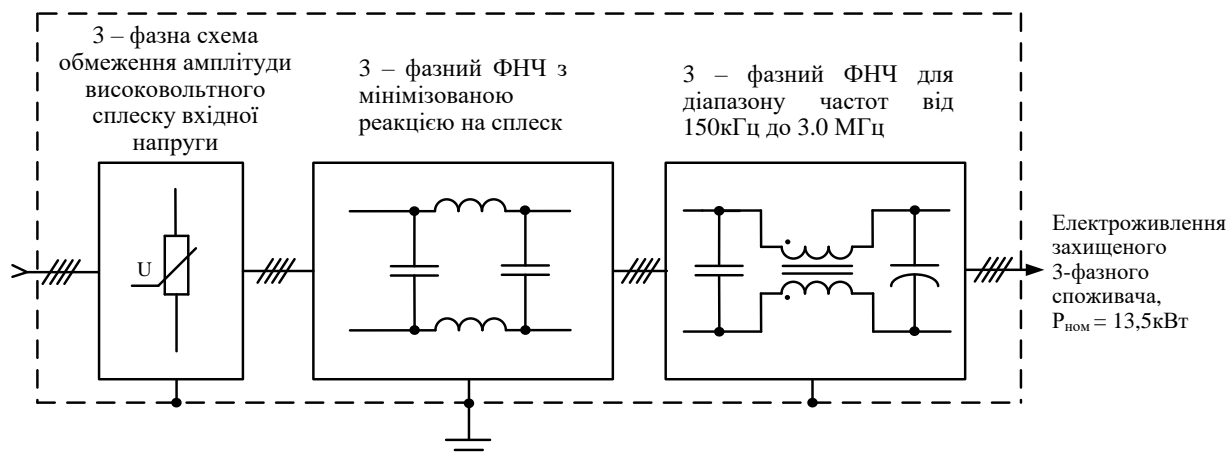 3 – фазна схема
обмеження амплітуди
високовольтного
сплеску вхідної
напруги
3 – фазний ФНЧ з
мінімізованою
реакцією на сплеск
3 – фазний ФНЧ для
діапазону частот від
150кГц до 3.0 МГц
U
Електроживлення
захищеного
3-фазного
споживача,
Рном = 13,5кВт